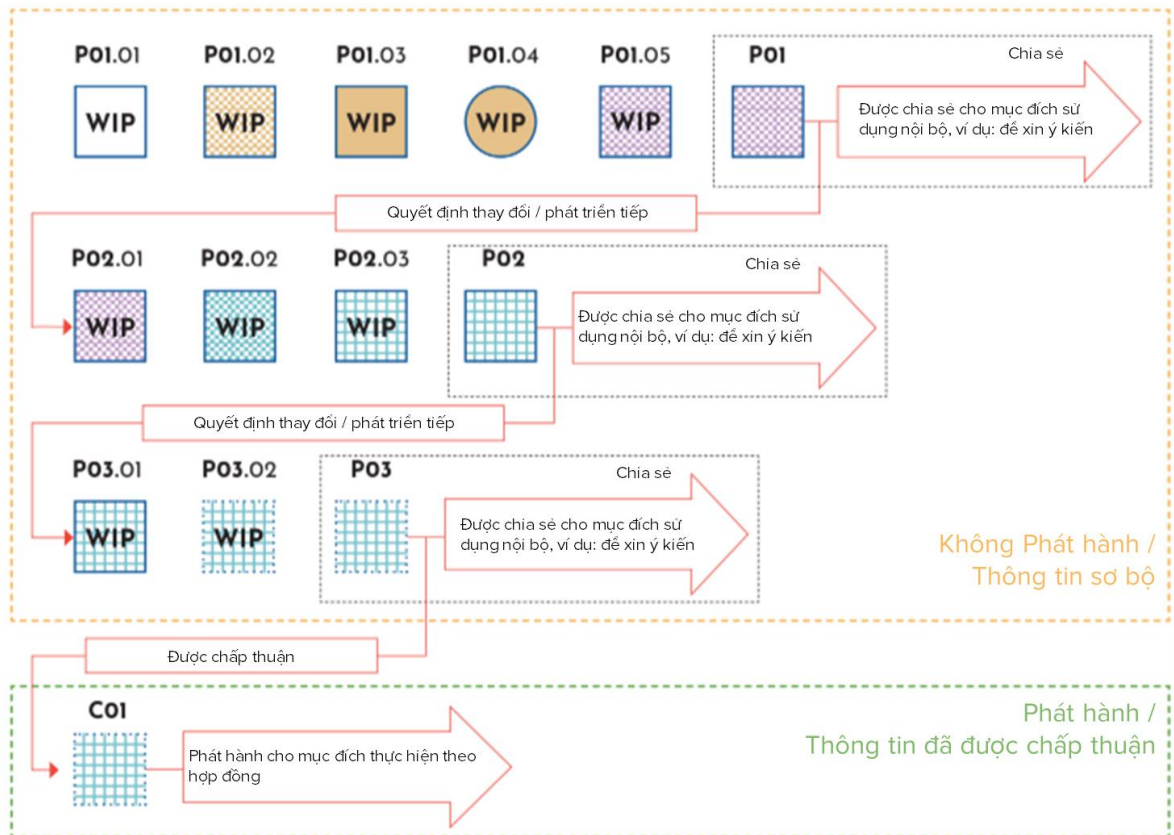 P01.01 P01.02 P01.03 P01.04 P01.05 P01 Chia sẻ
WIP WIP WIP WIP WIP
Được chia sẻ cho mục đích sử
dụng nội bộ, ví dụ: để xin ý kiến
Quyết định thay đổi / phát triển tiếp
P02.01 P02.02 P02.03 P02 Chia sẻ
WIP WIP WIP
Được chia sẻ cho mục đích sử
dụng nội bộ, ví dụ: để xin ý kiến
Quyết định thay đổi / phát triển tiếp
P03.01 P03.02 P03 Chia sẻ
WIP WIP
Được chia sẻ cho mục đích sử
dụng nội bộ, ví dụ: để xin ý kiến
Không Phát hành /
Thông tin sơ bộ
Được chấp thuận
C01
Phát hành cho mục đích thực hiện theo
hợp đồng
Phát hành /
Thông tin đã được chấp thuận